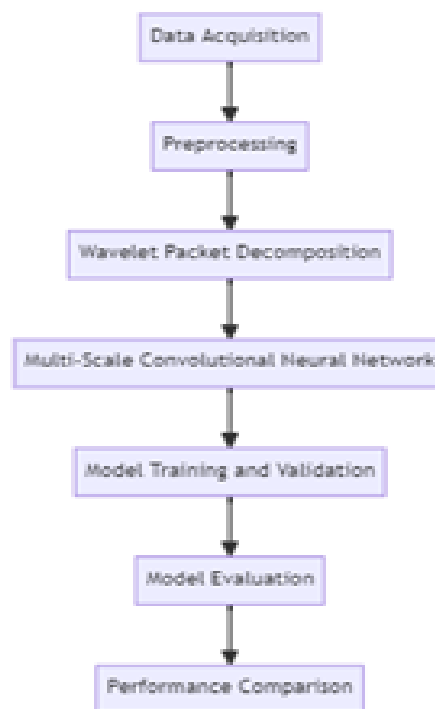 Data Acquisition
Preprocessing
Wavelet Packet Decomposition
Multi-Scale Convolutional Neural Network
Model Training and Validation
Model Evaluation
Performance Comparison